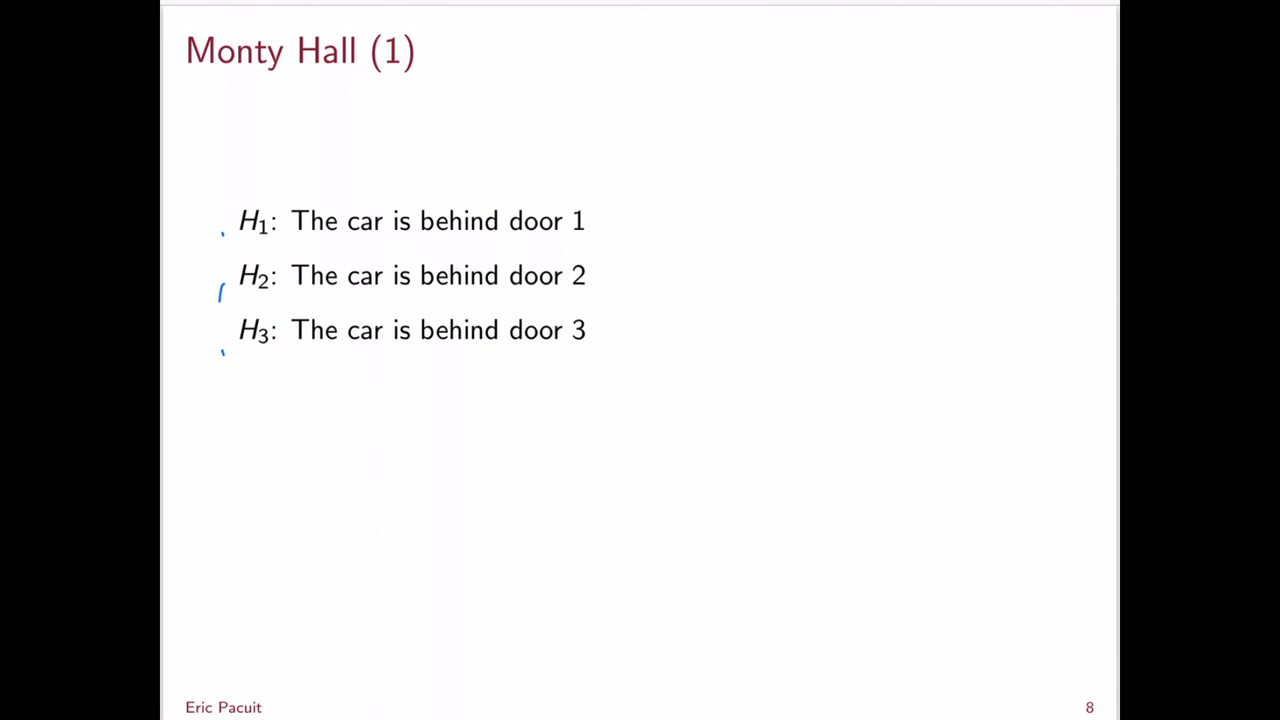 Monty Hall (1)
H₁: The car is behind door 1
H₂: The car is behind door 2
H₃: The car is behind door 3
Eric Pacuit
8